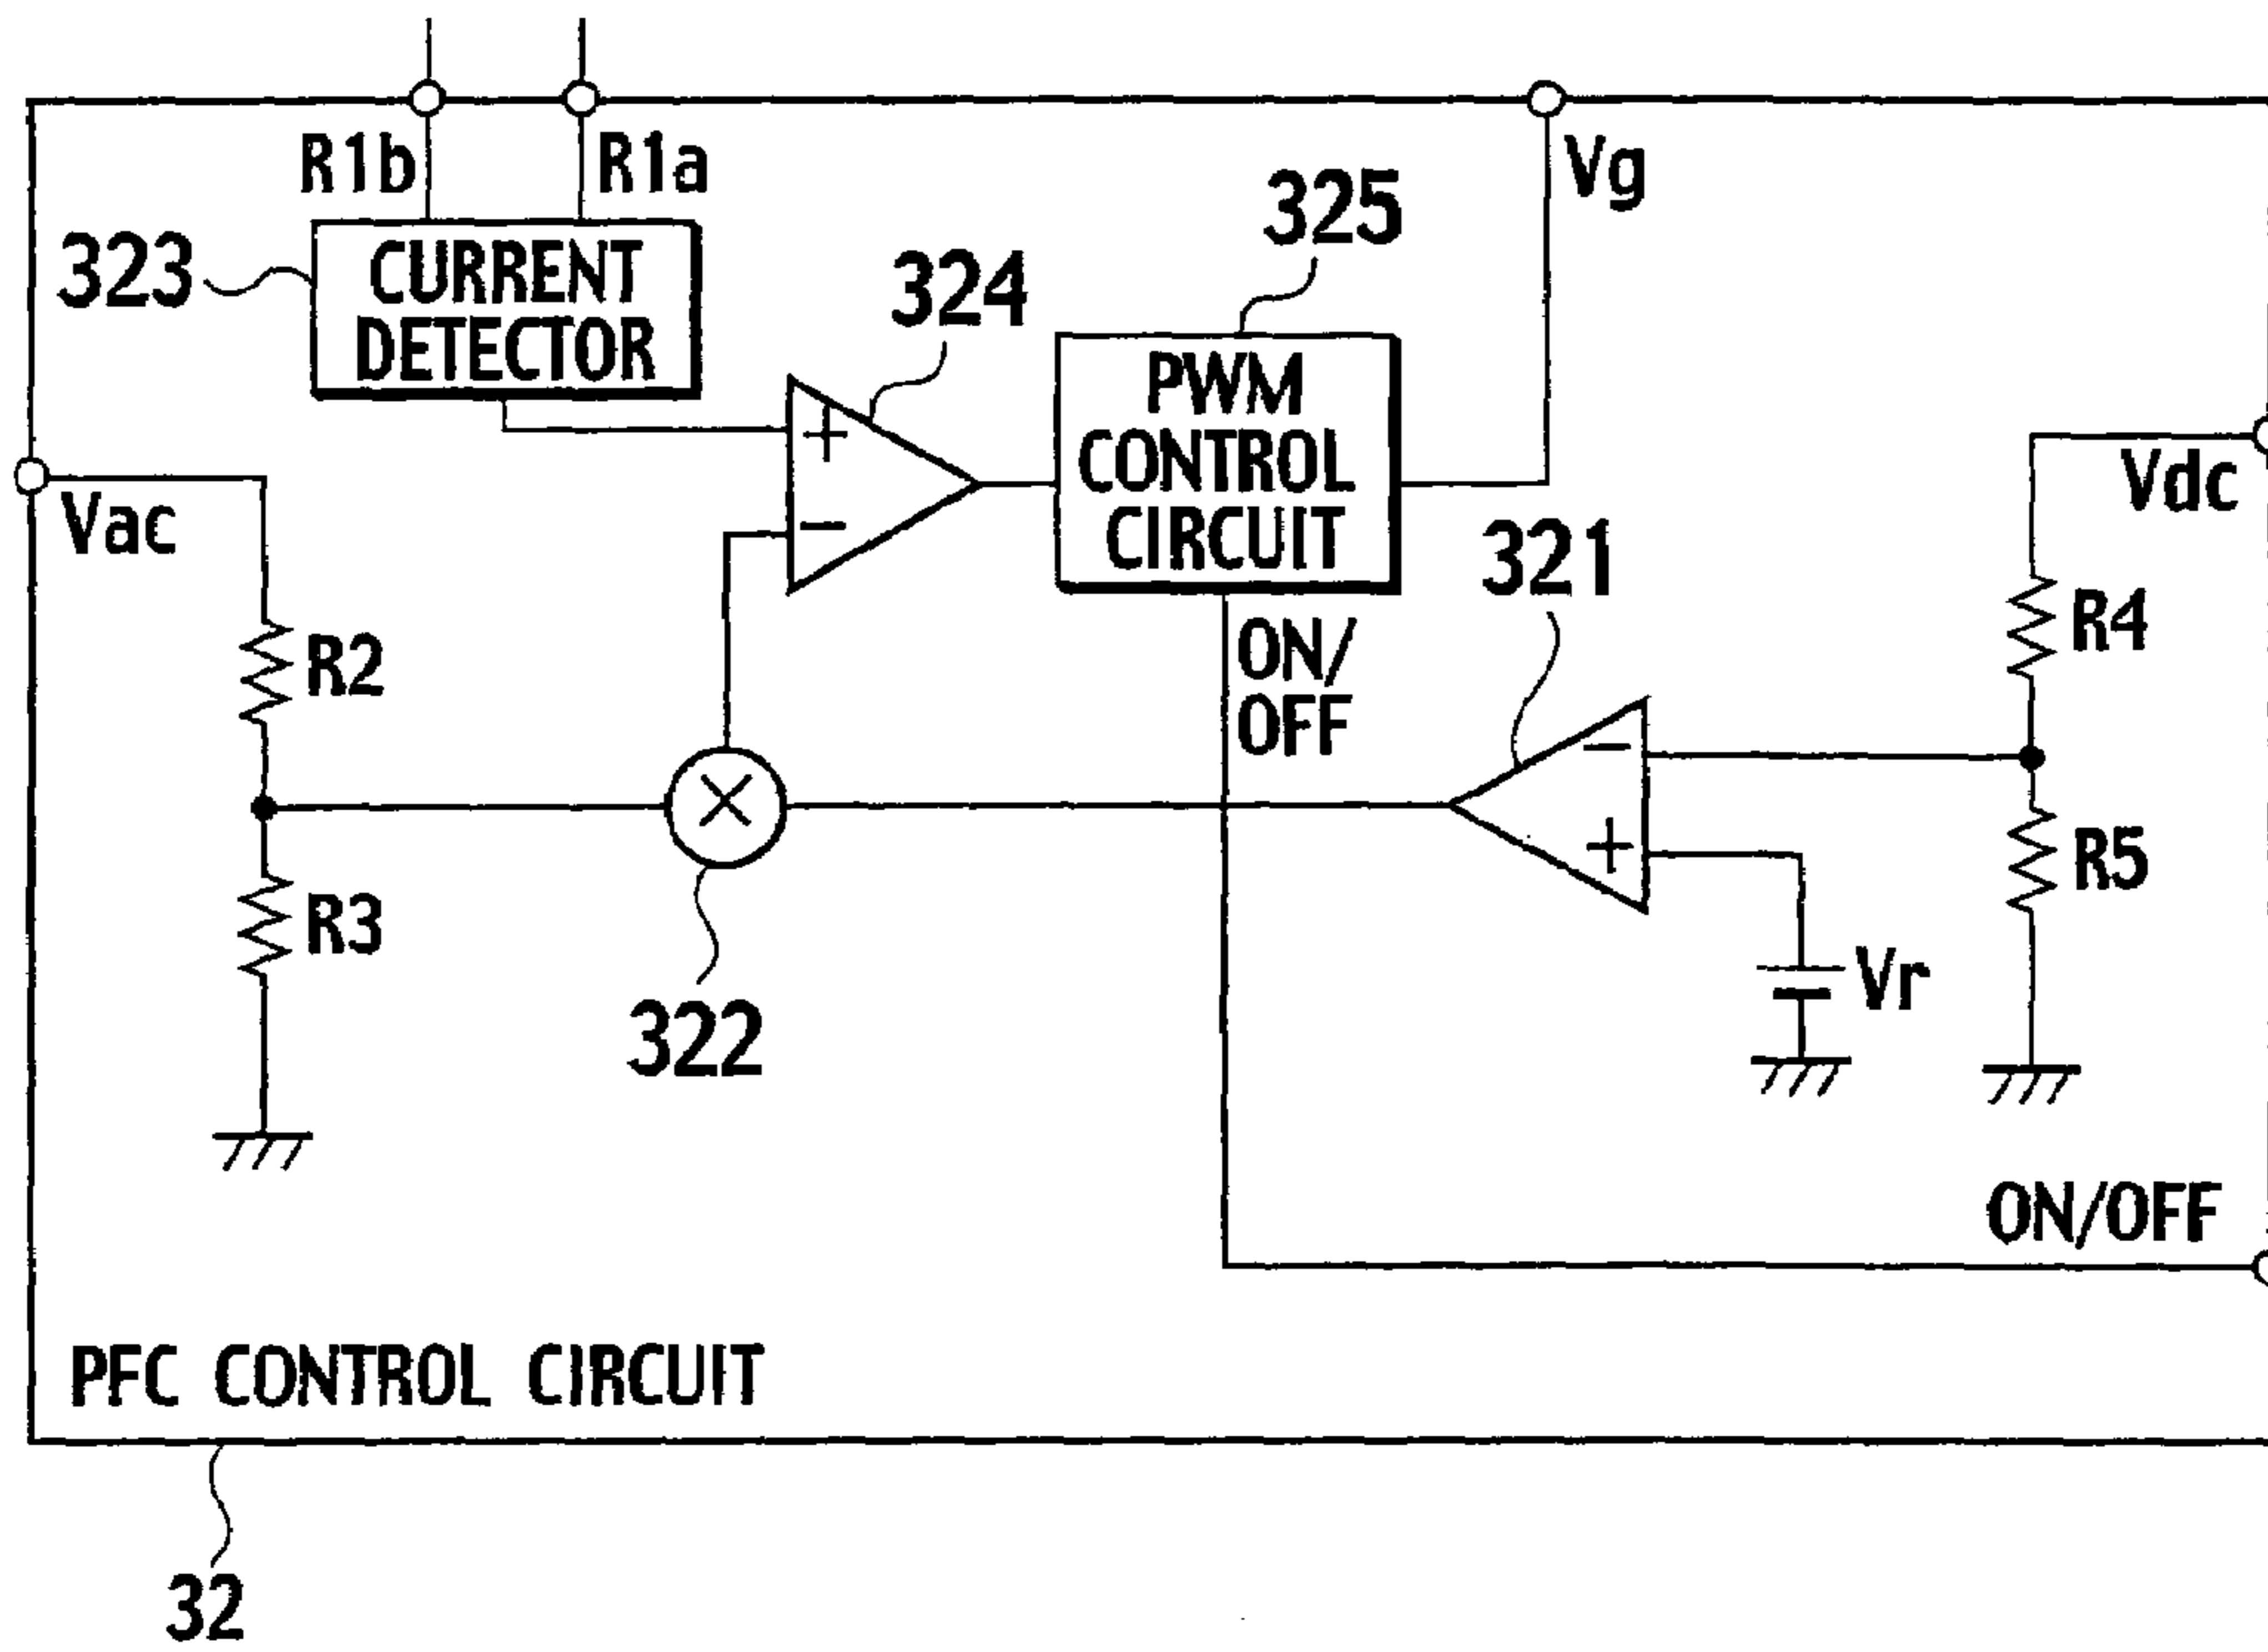 R1b
R1a
Vg
325
323
CURRENT
DETECTOR
324
PWM
CONTROL
CIRCUIT
Vac
Vdc
321
R2
ON/
OFF
R4
R3
R5
322
Vr
ON/OFF
PFC CONTROL CIRCUIT
32